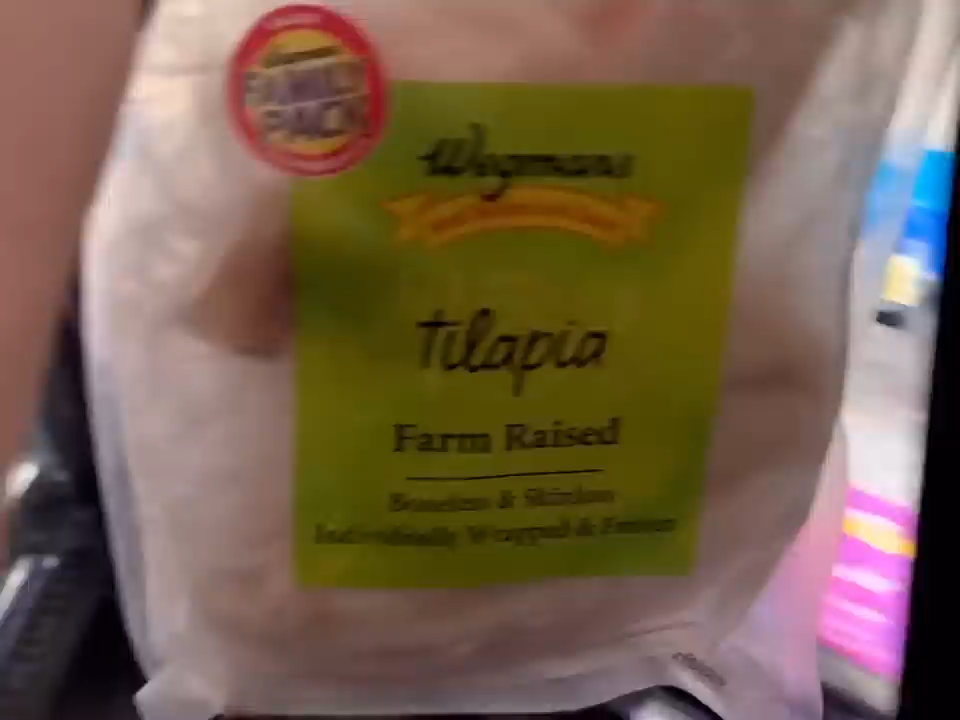 FAMILY
PACK
Wegmans
tilapia
Farm Raised
Boneless & Skinless
Individually Wrapped & Frozen